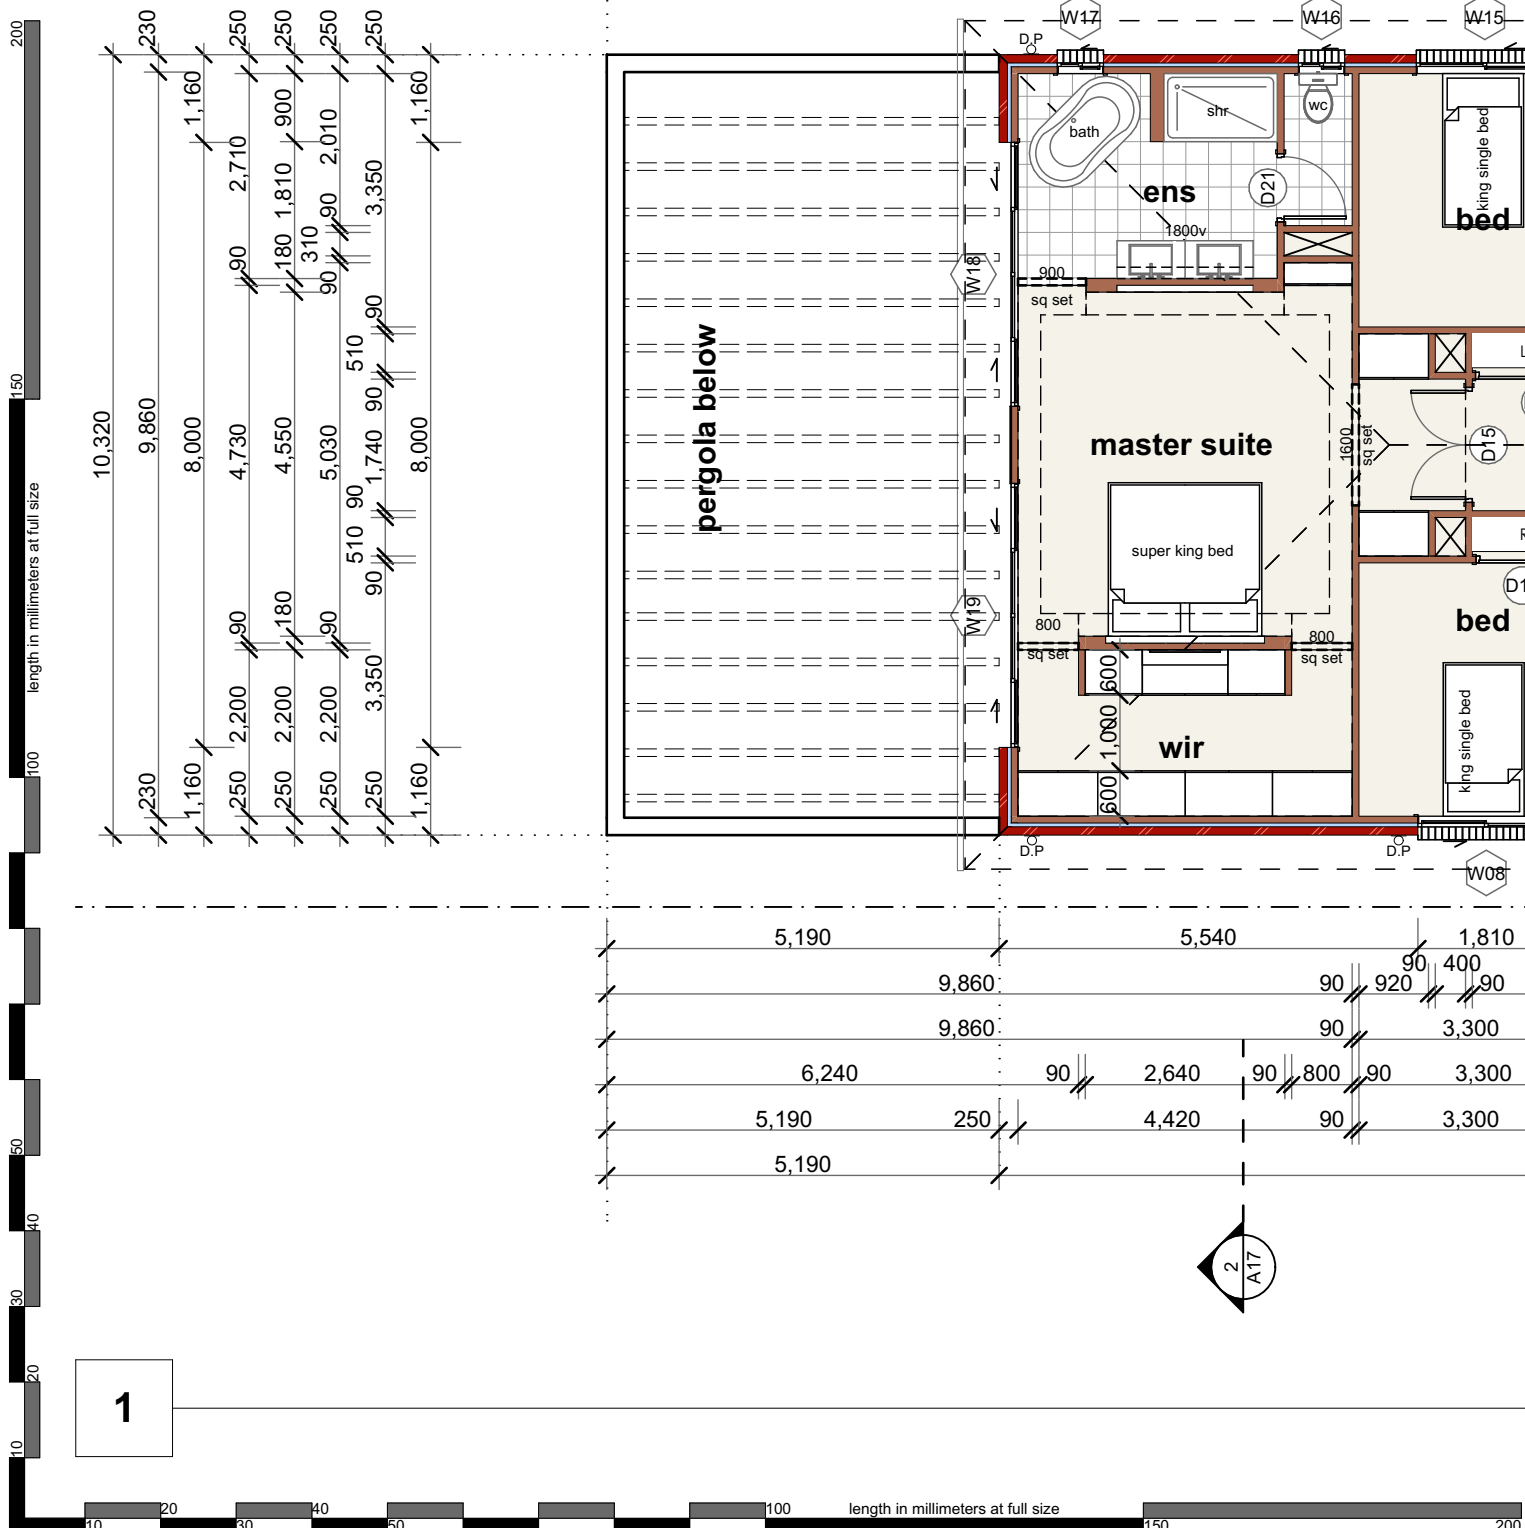 W17
W16
W15
D.P
bath
shr
wc
ens
D21
1800v
king single bed
bed
W18
900
sq set
pergola below
master suite
1600
sq set
D15
L
R
super king bed
W19
800
sq set
800
sq set
D1
bed
king single bed
600
1,000
600
wir
D.P
D.P
W08
230
250
250
250
250
1,160
900
2,010
1,160
2,710
1,810
3,350
90
90
180
310
90
90
510
90
10,320
9,860
8,000
4,730
4,550
5,030
1,740
8,000
90
510
90
90
180
90
3,350
2,200
2,200
2,200
230
1,160
250
250
250
250
1,160
5,190
5,540
1,810
90
400
9,860
90
920
90
9,860
90
3,300
6,240
90
2,640
90
800
90
3,300
5,190
250
4,420
90
3,300
5,190
2
A17
1
200
150
length in millimeters at full size
100
50
40
30
20
10
10
20
30
40
50
100
length in millimeters at full size
150
200